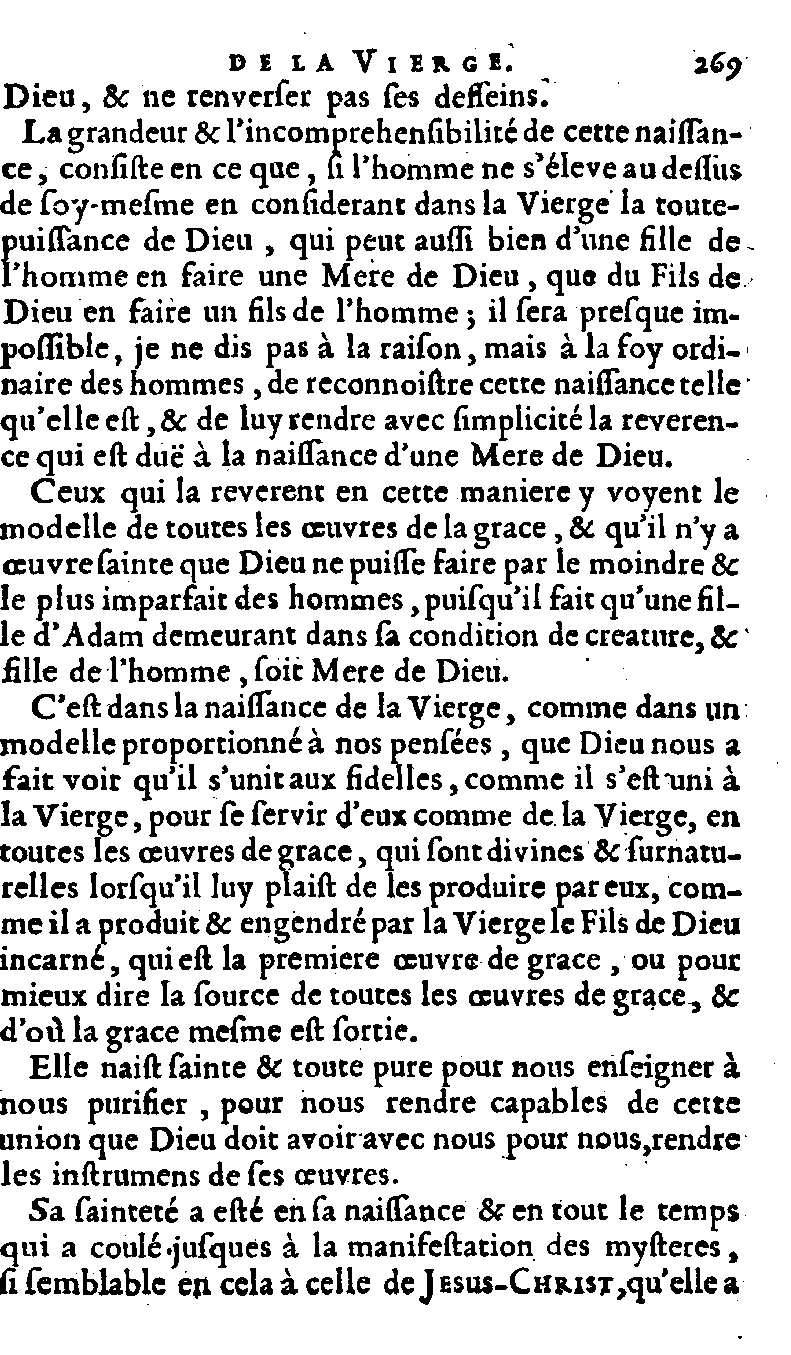 DE LA VIERGE. 269
Dieu, & ne renverſer pas ſes deſſeins.
La grandeur & l'incomprehenſibilité de cette naiſſan-
ce, conſiſte en ce que, ſi l'homme ne s'éleve au deſſus
de ſoy-meſme en conſiderant dans la Vierge la toute-
puiſſance de Dieu, qui peut auſſi bien d'une fille de
l'homme en faire une Mere de Dieu, que du Fils de
Dieu en faire un fils de l'homme; il ſera preſque im-
poſſible, je ne dis pas à la raiſon, mais à la foy ordi-
naire des hommes, de reconnoiſtre cette naiſſance telle
qu'elle eſt, & de luy rendre avec ſimplicité la reveren-
ce qui eſt duë à la naiſſance d'une Mere de Dieu.
Ceux qui la reverent en cette maniere y voyent le
modelle de toutes les œuvres de la grace, & qu'il n'y a
œuvre ſainte que Dieu ne puiſſe faire par le moindre &
le plus imparfait des hommes, puiſqu'il fait qu'une fil-
le d'Adam demeurant dans ſa condition de creature, &
fille de l'homme, ſoit Mere de Dieu.
C'eſt dans la naiſſance de la Vierge, comme dans un
modelle proportionné à nos penſées, que Dieu nous a
fait voir qu'il s'unit aux fidelles, comme il s'eſt uni à
la Vierge, pour ſe ſervir d'eux comme de la Vierge, en
toutes les œuvres de grace, qui ſont divines & ſurnatu-
relles lorſqu'il luy plaiſt de les produire par eux, com-
me il a produit & engendré par la Vierge le Fils de Dieu
incarné, qui eſt la premiere œuvre de grace, ou pour
mieux dire la ſource de toutes les œuvres de grace, &
d'où la grace meſme eſt ſortie.
Elle naiſt ſainte & toute pure pour nous enſeigner à
nous purifier, pour nous rendre capables de cette
union que Dieu doit avoir avec nous pour nous, rendre
les inſtrumens de ſes œuvres.
Sa ſainteté a eſté en ſa naiſſance & en tout le temps
qui a coulé juſques à la manifeſtation des myſteres,
ſi ſemblable en cela à celle de JESUS-CHRIST, qu'elle a